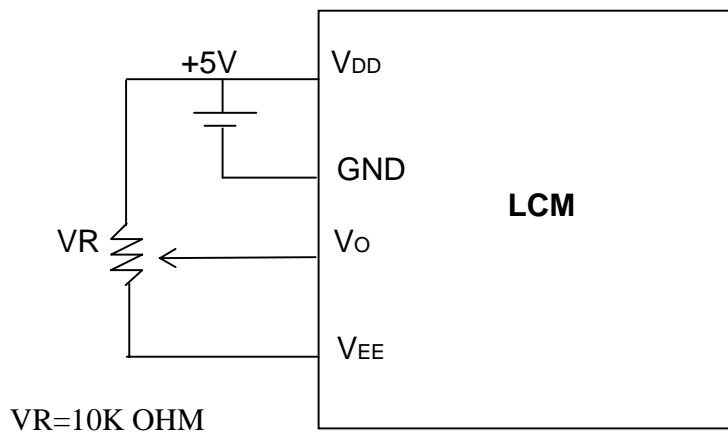 +5V
VDD
GND
LCM
VR
VO
VEE
VR=10K OHM